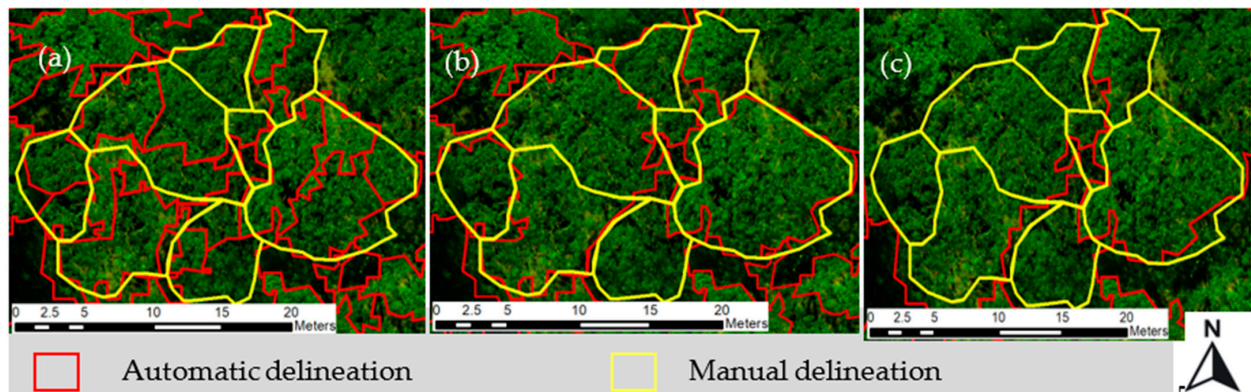 (a)
(b)
(c)
0 2.5 5 10 15 20
Meters
0 2.5 5 10 15 20
Meters
0 2.5 5 10 15 20
Meters
Automatic delineation
Manual delineation
N